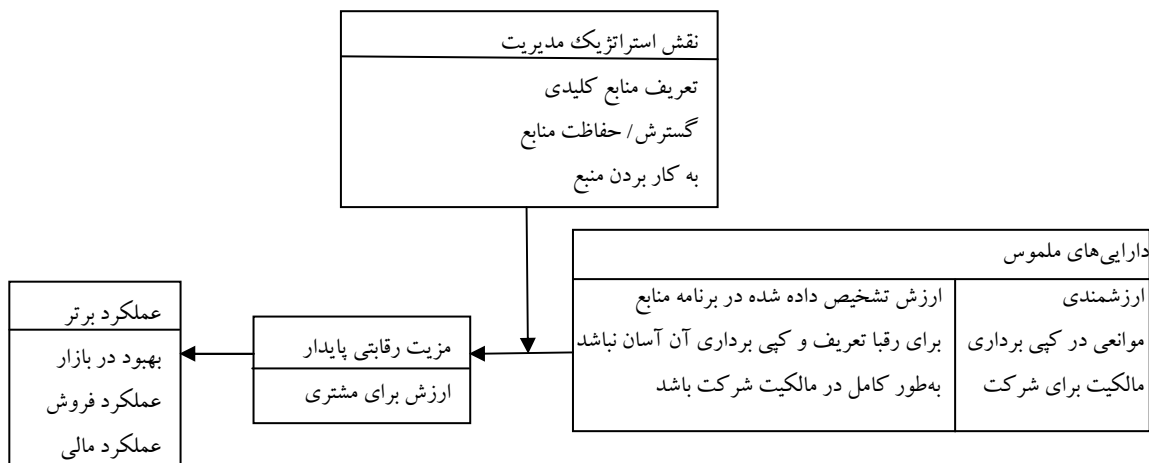 نقش استراتژیک مدیریت
تعریف منابع کلیدی
گسترش/ حفاظت منابع
به کار بردن منبع
دارایی‌های ملموس
ارزشمندی
موانعی در کپی برداری
مالکیت برای شرکت
ارزش تشخیص داده شده در برنامه منابع
برای رقبا تعریف و کپی برداری آن آسان نباشد
به‌طور کامل در مالکیت شرکت باشد
مزیت رقابتی پایدار
ارزش برای مشتری
عملکرد برتر
بهبود در بازار
عملکرد فروش
عملکرد مالی